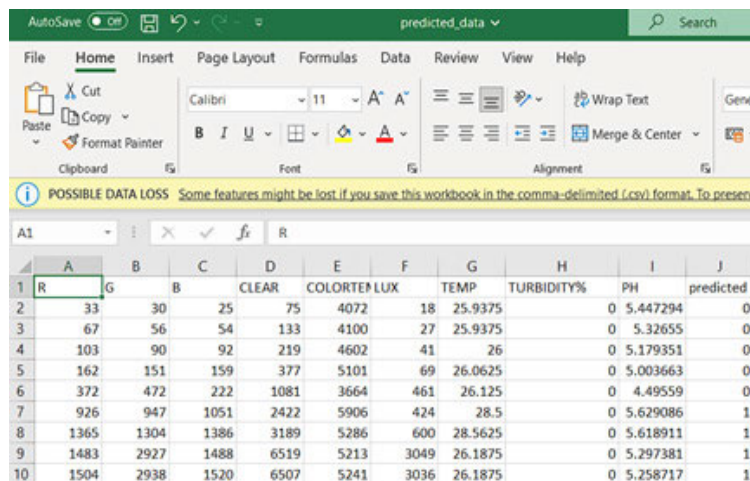 AutoSave Off predicted_data Search
File Home Insert Page Layout Formulas Data Review View Help
Cut
Copy
Format Painter
Paste
Calibri 11 A^ A˅
B I U A
Wrap Text
Merge & Center
Gene
Clipboard Font Alignment
POSSIBLE DATA LOSS Some features might be lost if you save this workbook in the comma-delimited (.csv) format. To preser
A1 fx R
A B C D E F G H I J
1 R G B CLEAR COLORTEM LUX TEMP TURBIDITY% PH predicted
2 33 30 25 75 4072 18 25.9375 0 5.447294 0
3 67 56 54 133 4100 27 25.9375 0 5.32655 0
4 103 90 92 219 4602 41 26 0 5.179351 0
5 162 151 159 377 5101 69 26.0625 0 5.003663 0
6 372 472 222 1081 3664 461 26.125 0 4.49559 0
7 926 947 1051 2422 5906 424 28.5 0 5.629086 1
8 1365 1304 1386 3189 5286 600 28.5625 0 5.618911 1
9 1483 2927 1488 6519 5213 3049 26.1875 0 5.297381 1
10 1504 2938 1520 6507 5241 3036 26.1875 0 5.258717 1